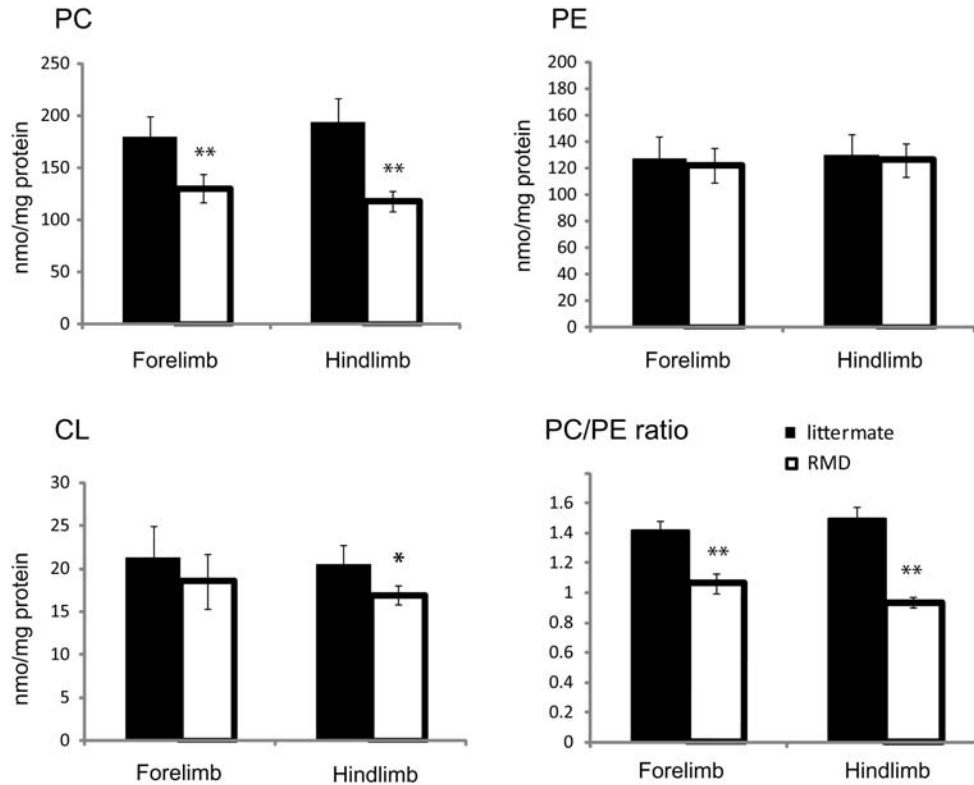 PC
nmo/mg protein
250
200
150
100
50
0
**
**
Forelimb
Hindlimb
PE
nmo/mg protein
200
180
160
140
120
100
80
60
40
20
0
Forelimb
Hindlimb
CL
nmo/mg protein
30
25
20
15
10
5
0
*
Forelimb
Hindlimb
PC/PE ratio
littermate
RMD
1.6
1.4
1.2
1
0.8
0.6
0.4
0.2
0
**
**
Forelimb
Hindlimb